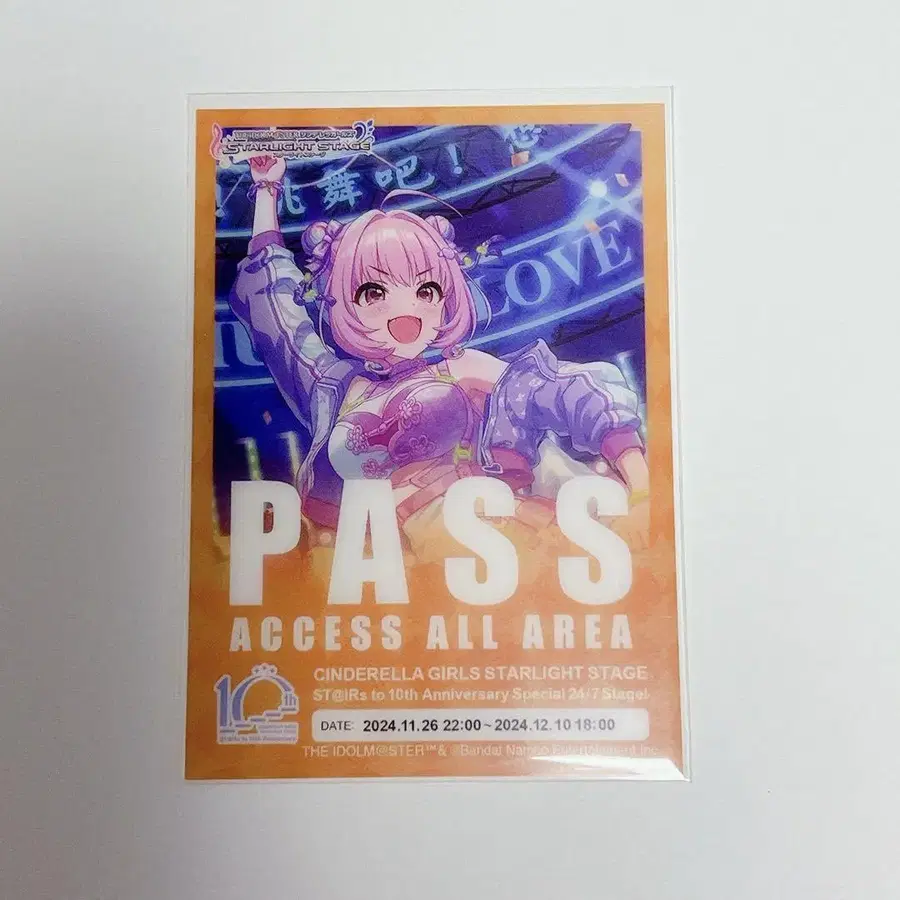 STARLIGHT STAGE
舞吧！
LOVE
PASS
ACCESS ALL AREA
10th
CINDERELLA GIRLS STARLIGHT STAGE
ST@IRs to 10th Anniversary Special 24/7 Stage!
DATE: 2024.11.26 22:00~2024.12.10 18:00
THE IDOLM@STER™& ©Bandai Namco Entertainment Inc.